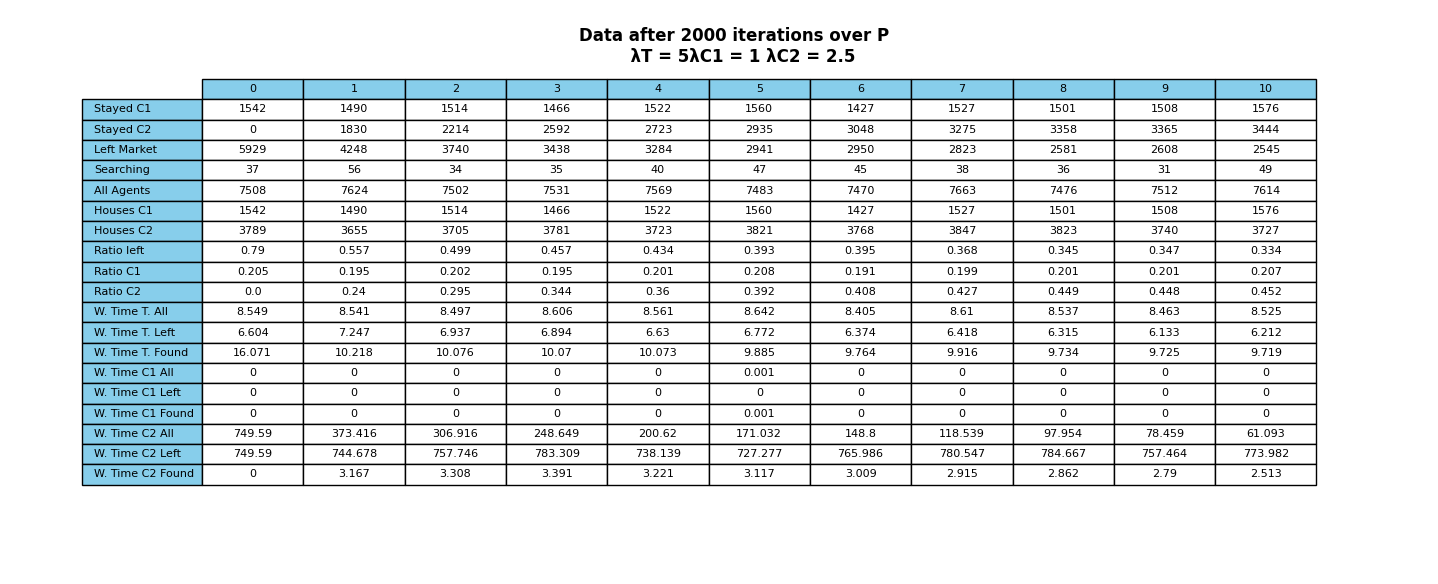 Data after 2000 iterations over P
λT = 5λC1 = 1 λC2 = 2.5
0 1 2 3 4 5 6 7 8 9 10
Stayed C1 1542 1490 1514 1466 1522 1560 1427 1527 1501 1508 1576
Stayed C2 0 1830 2214 2592 2723 2935 3048 3275 3358 3365 3444
Left Market 5929 4248 3740 3438 3284 2941 2950 2823 2581 2608 2545
Searching 37 56 34 35 40 47 45 38 36 31 49
All Agents 7508 7624 7502 7531 7569 7483 7470 7663 7476 7512 7614
Houses C1 1542 1490 1514 1466 1522 1560 1427 1527 1501 1508 1576
Houses C2 3789 3655 3705 3781 3723 3821 3768 3847 3823 3740 3727
Ratio left 0.79 0.557 0.499 0.457 0.434 0.393 0.395 0.368 0.345 0.347 0.334
Ratio C1 0.205 0.195 0.202 0.195 0.201 0.208 0.191 0.199 0.201 0.201 0.207
Ratio C2 0.0 0.24 0.295 0.344 0.36 0.392 0.408 0.427 0.449 0.448 0.452
W. Time T. All 8.549 8.541 8.497 8.606 8.561 8.642 8.405 8.61 8.537 8.463 8.525
W. Time T. Left 6.604 7.247 6.937 6.894 6.63 6.772 6.374 6.418 6.315 6.133 6.212
W. Time T. Found 16.071 10.218 10.076 10.07 10.073 9.885 9.764 9.916 9.734 9.725 9.719
W. Time C1 All 0 0 0 0 0 0.001 0 0 0 0 0
W. Time C1 Left 0 0 0 0 0 0 0 0 0 0 0
W. Time C1 Found 0 0 0 0 0 0.001 0 0 0 0 0
W. Time C2 All 749.59 373.416 306.916 248.649 200.62 171.032 148.8 118.539 97.954 78.459 61.093
W. Time C2 Left 749.59 744.678 757.746 783.309 738.139 727.277 765.986 780.547 784.667 757.464 773.982
W. Time C2 Found 0 3.167 3.308 3.391 3.221 3.117 3.009 2.915 2.862 2.79 2.513